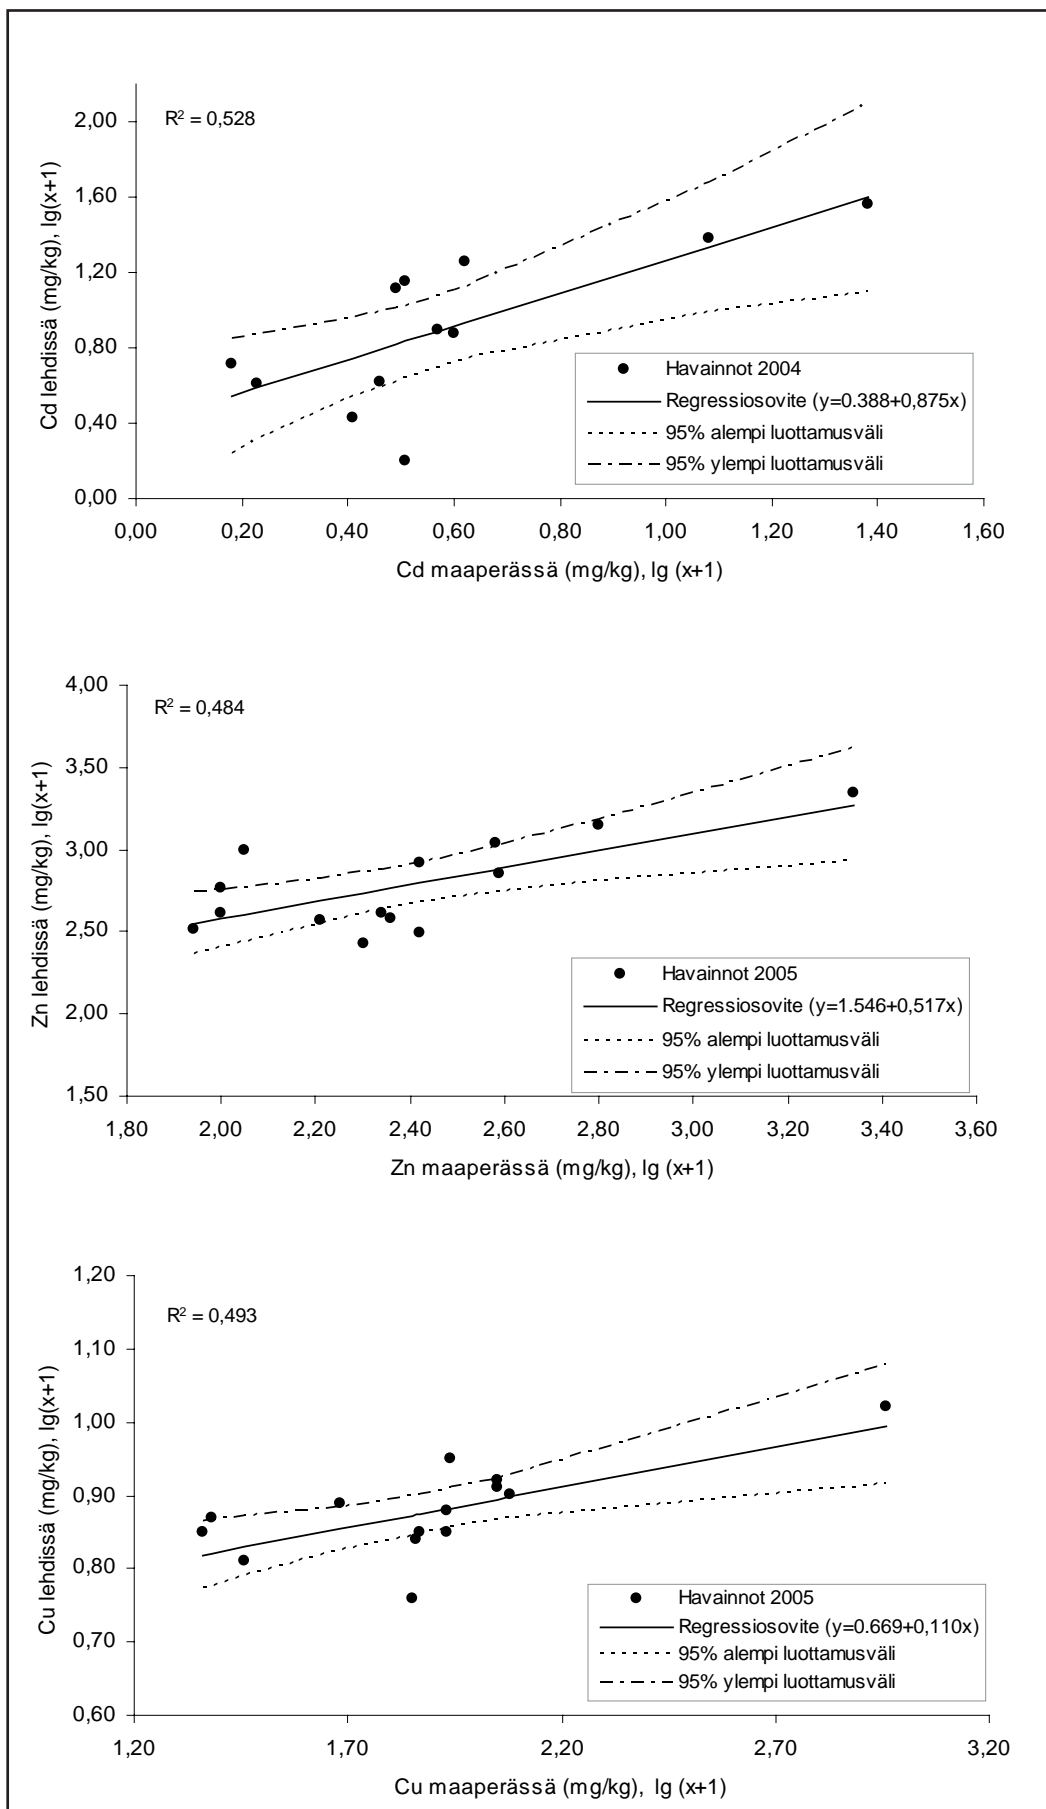 R² = 0,528
Cd lehdissä (mg/kg), lg(x+1)
2,00
1,60
1,20
0,80
0,40
0,00
Havainnot 2004
Regressiosovite (y=0.388+0,875x)
95% alempi luottamusväli
95% ylempi luottamusväli
0,00 0,20 0,40 0,60 0,80 1,00 1,20 1,40 1,60
Cd maaperässä (mg/kg), lg (x+1)
R² = 0,484
Zn lehdissä (mg/kg), lg(x+1)
4,00
3,50
3,00
2,50
2,00
1,50
Havainnot 2005
Regressiosovite (y=1.546+0,517x)
95% alempi luottamusväli
95% ylempi luottamusväli
1,80 2,00 2,20 2,40 2,60 2,80 3,00 3,20 3,40 3,60
Zn maaperässä (mg/kg), lg (x+1)
R² = 0,493
Cu lehdissä (mg/kg), lg(x+1)
1,20
1,10
1,00
0,90
0,80
0,70
0,60
Havainnot 2005
Regressiosovite (y=0.669+0,110x)
95% alempi luottamusväli
95% ylempi luottamusväli
1,20 1,70 2,20 2,70 3,20
Cu maaperässä (mg/kg), lg (x+1)